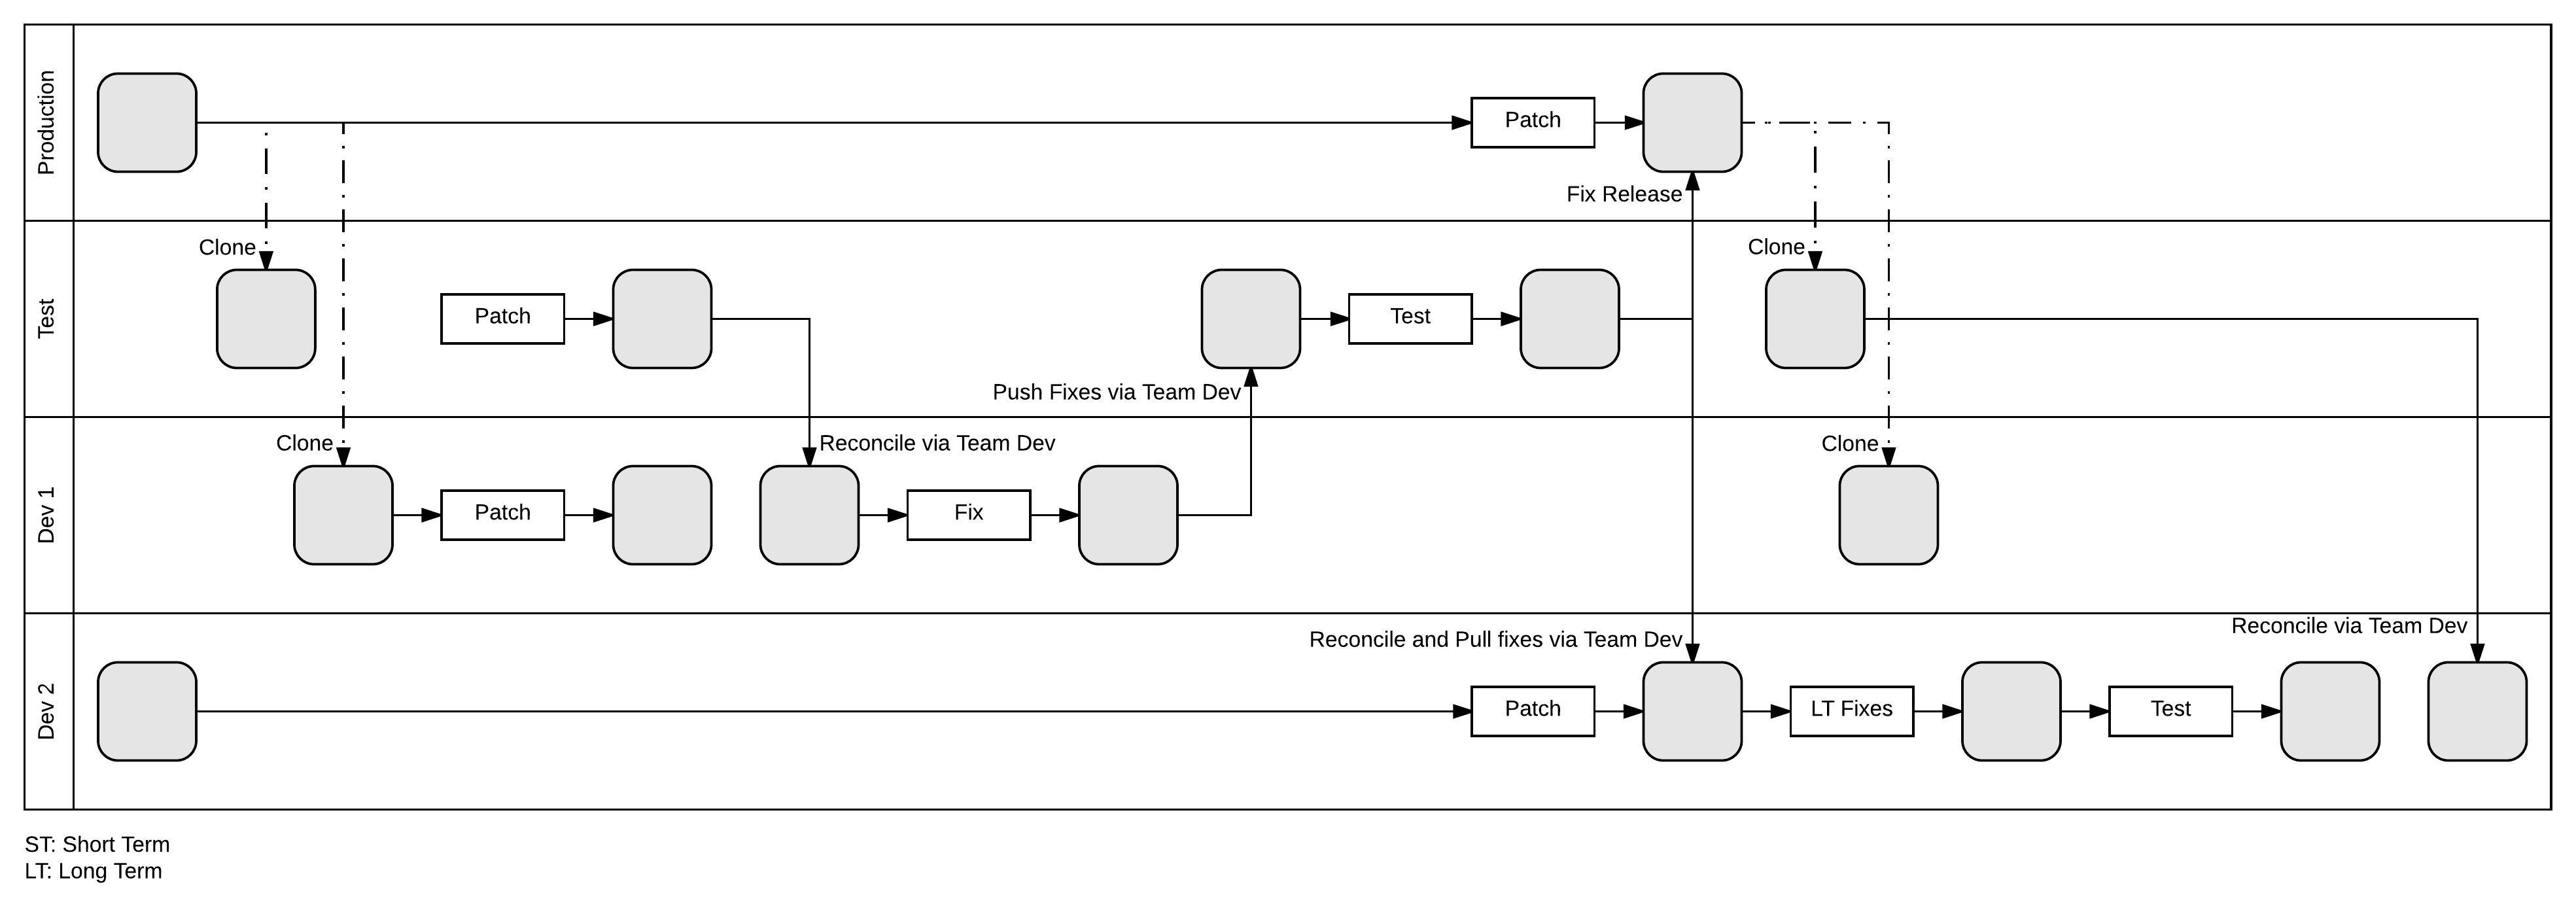 Production
Patch
Fix Release
Test
Clone
Patch
Push Fixes via Team Dev
Test
Clone
Dev 1
Clone
Patch
Reconcile via Team Dev
Fix
Clone
Dev 2
Reconcile and Pull fixes via Team Dev
Patch
LT Fixes
Test
Reconcile via Team Dev
ST: Short Term
LT: Long Term